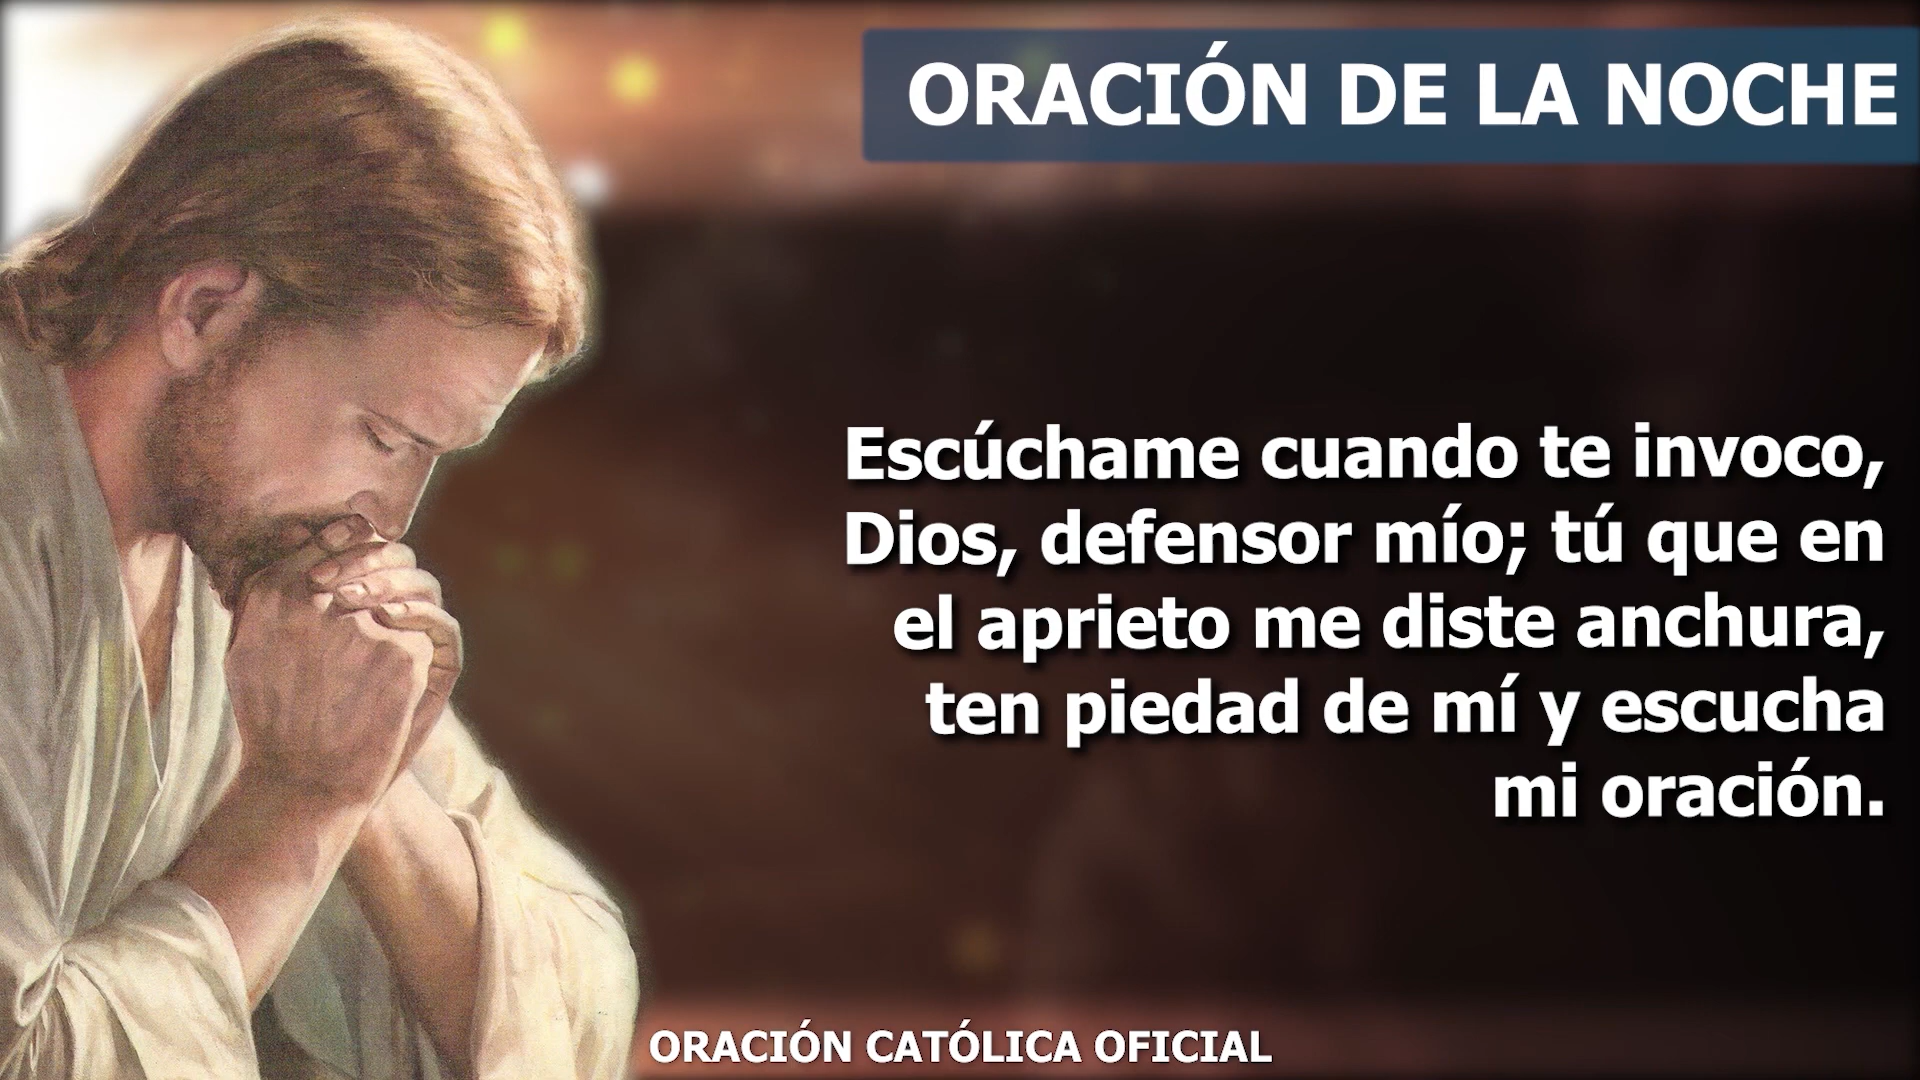 ORACIÓN DE LA NOCHE
Escúchame cuando te invoco,
Dios, defensor mío; tú que en
el aprieto me diste anchura,
ten piedad de mí y escucha
mi oración.
ORACIÓN CATÓLICA OFICIAL